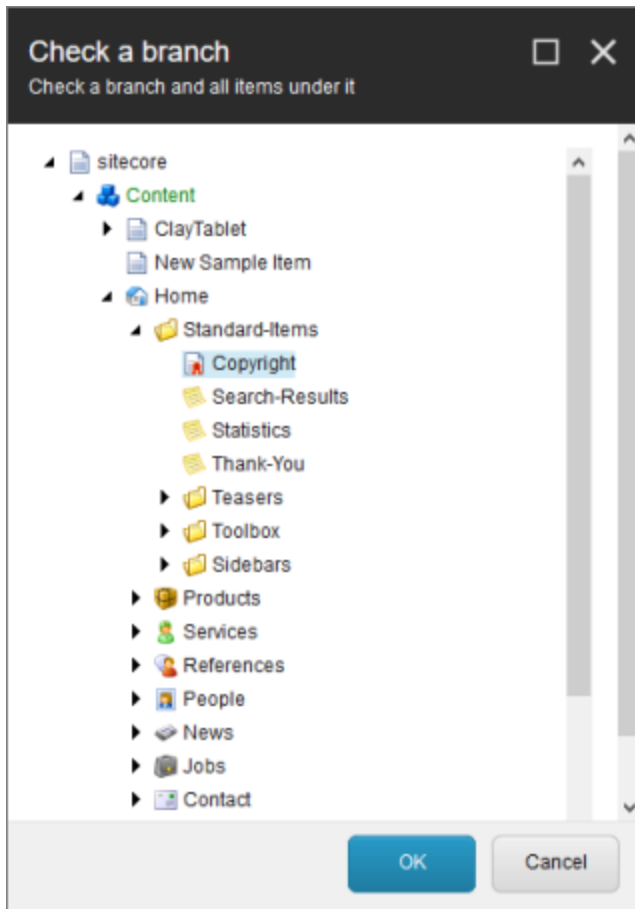 Check a branch
Check a branch and all items under it
sitecore
Content
ClayTablet
New Sample Item
Home
Standard-Items
Copyright
Search-Results
Statistics
Thank-You
Teasers
Toolbox
Sidebars
Products
Services
References
People
News
Jobs
Contact
OK Cancel